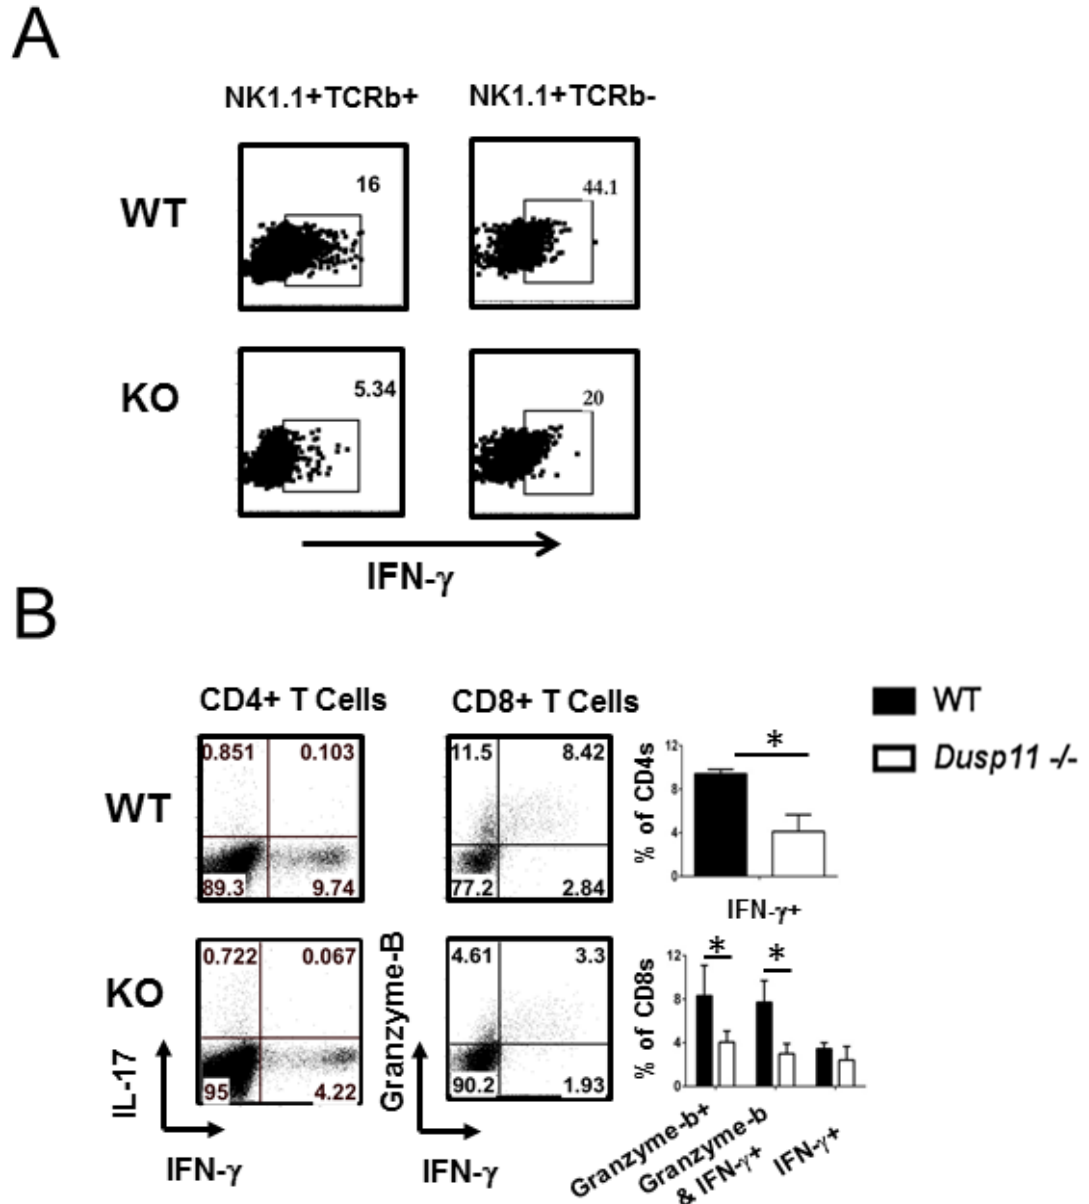 A
NK1.1+TCRb+ NK1.1+TCRb-
WT 16 44.1
KO 5.34 20
IFN-γ
B
CD4+ T Cells CD8+ T Cells
WT
Dusp11 -/-
WT
0.851 0.103
89.3 9.74
11.5 8.42
77.2 2.84
% of CD4s
12
8
4
0
*
IFN-γ+
KO
IL-17
0.722 0.067
95 4.22
IFN-γ
Granzyme-B
4.61 3.3
90.2 1.93
IFN-γ
% of CD8s
12
8
4
0
* *
Granzyme-b+
Granzyme-b
& IFN-γ+
IFN-γ+